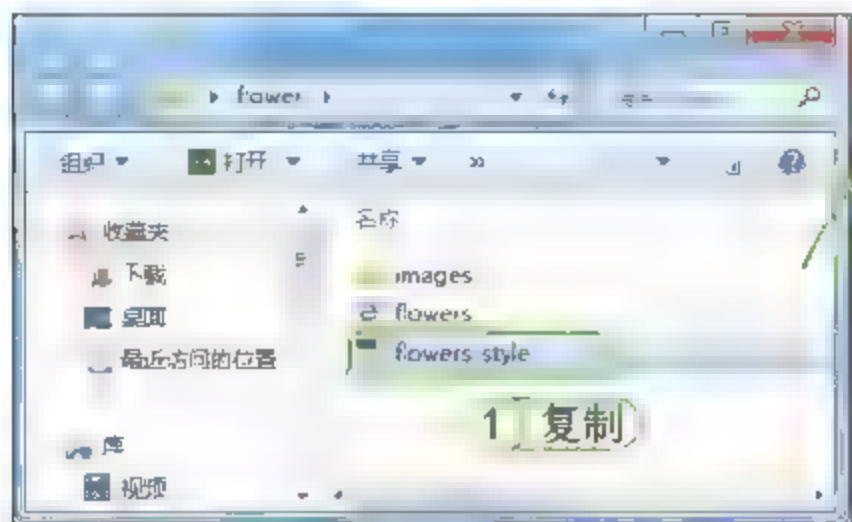 flower
组织 打开 共享 »
名称
收藏夹
下载
桌面
最近访问的位置
images
flowers
flowers style
1 复制
库
视频